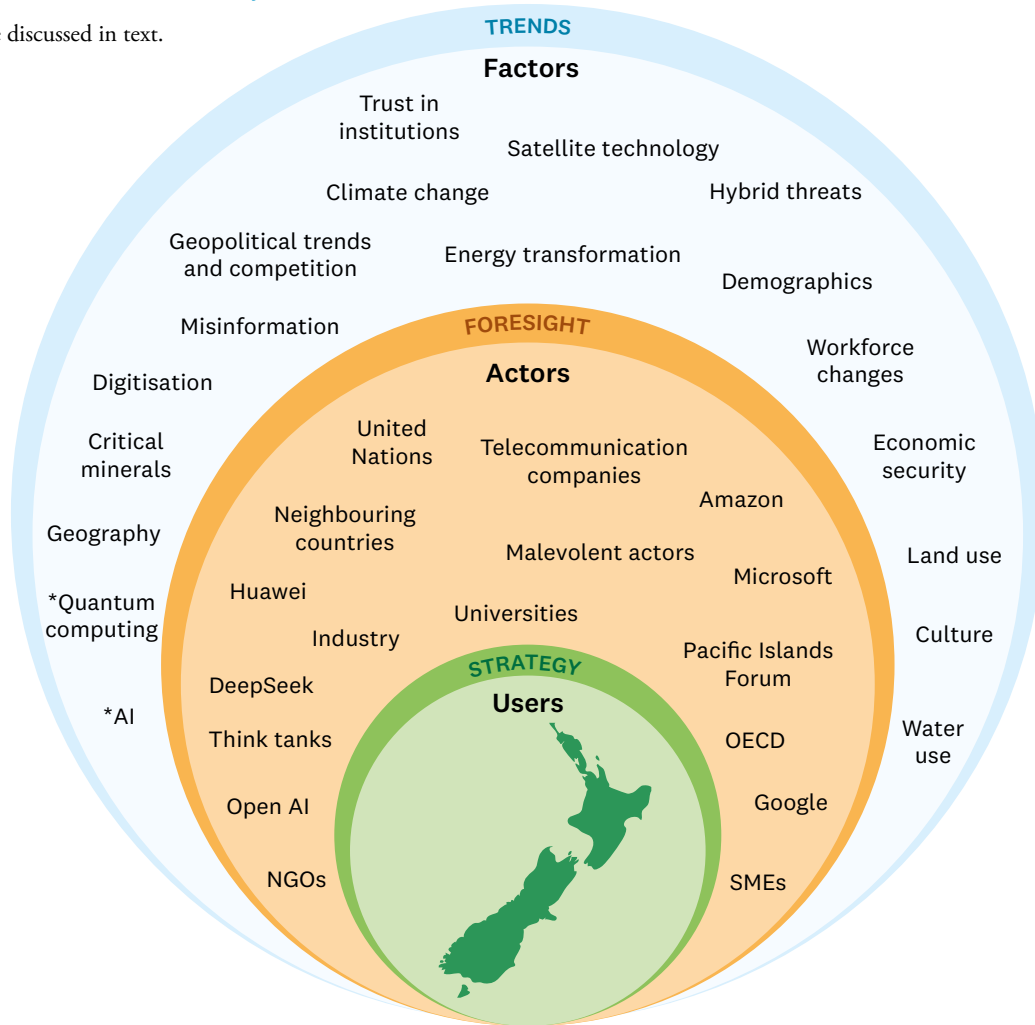 discussed in text.
TRENDS
Factors
Trust in
institutions
Satellite technology
Climate change
Hybrid threats
Geopolitical trends
and competition
Energy transformation
Demographics
Misinformation
Workforce
changes
Digitisation
Critical
minerals
Economic
security
Geography
Land use
*Quantum
computing
Culture
*AI
Water
use
FORESIGHT
Actors
United
Nations
Telecommunication
companies
Amazon
Neighbouring
countries
Malevolent actors
Microsoft
Huawei
Universities
Industry
Pacific Islands
Forum
DeepSeek
Think tanks
OECD
Open AI
Google
NGOs
SMEs
STRATEGY
Users